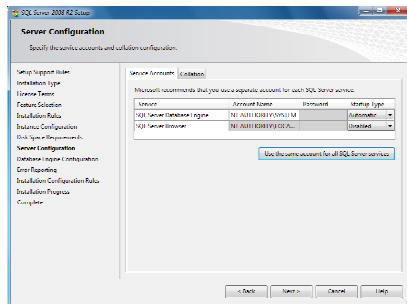 SQL Server 2008 R2 Setup
Server Configuration
Specify the service accounts and collation configuration.
Setup Support Rules
Installation Type
License Terms
Feature Selection
Installation Rules
Instance Configuration
Disk Space Requirements
Server Configuration
Database Engine Configuration
Error Reporting
Installation Configuration Rules
Installation Progress
Complete
Service Accounts Collation
Microsoft recommends that you use a separate account for each SQL Server service.
Service Account Name Password Startup Type
SQL Server Database Engine NT AUTHORITY\SYSTEM Automatic
SQL Server Browser NT AUTHORITY\LOCA... Disabled
Use the same account for all SQL Server services
< Back Next > Cancel Help